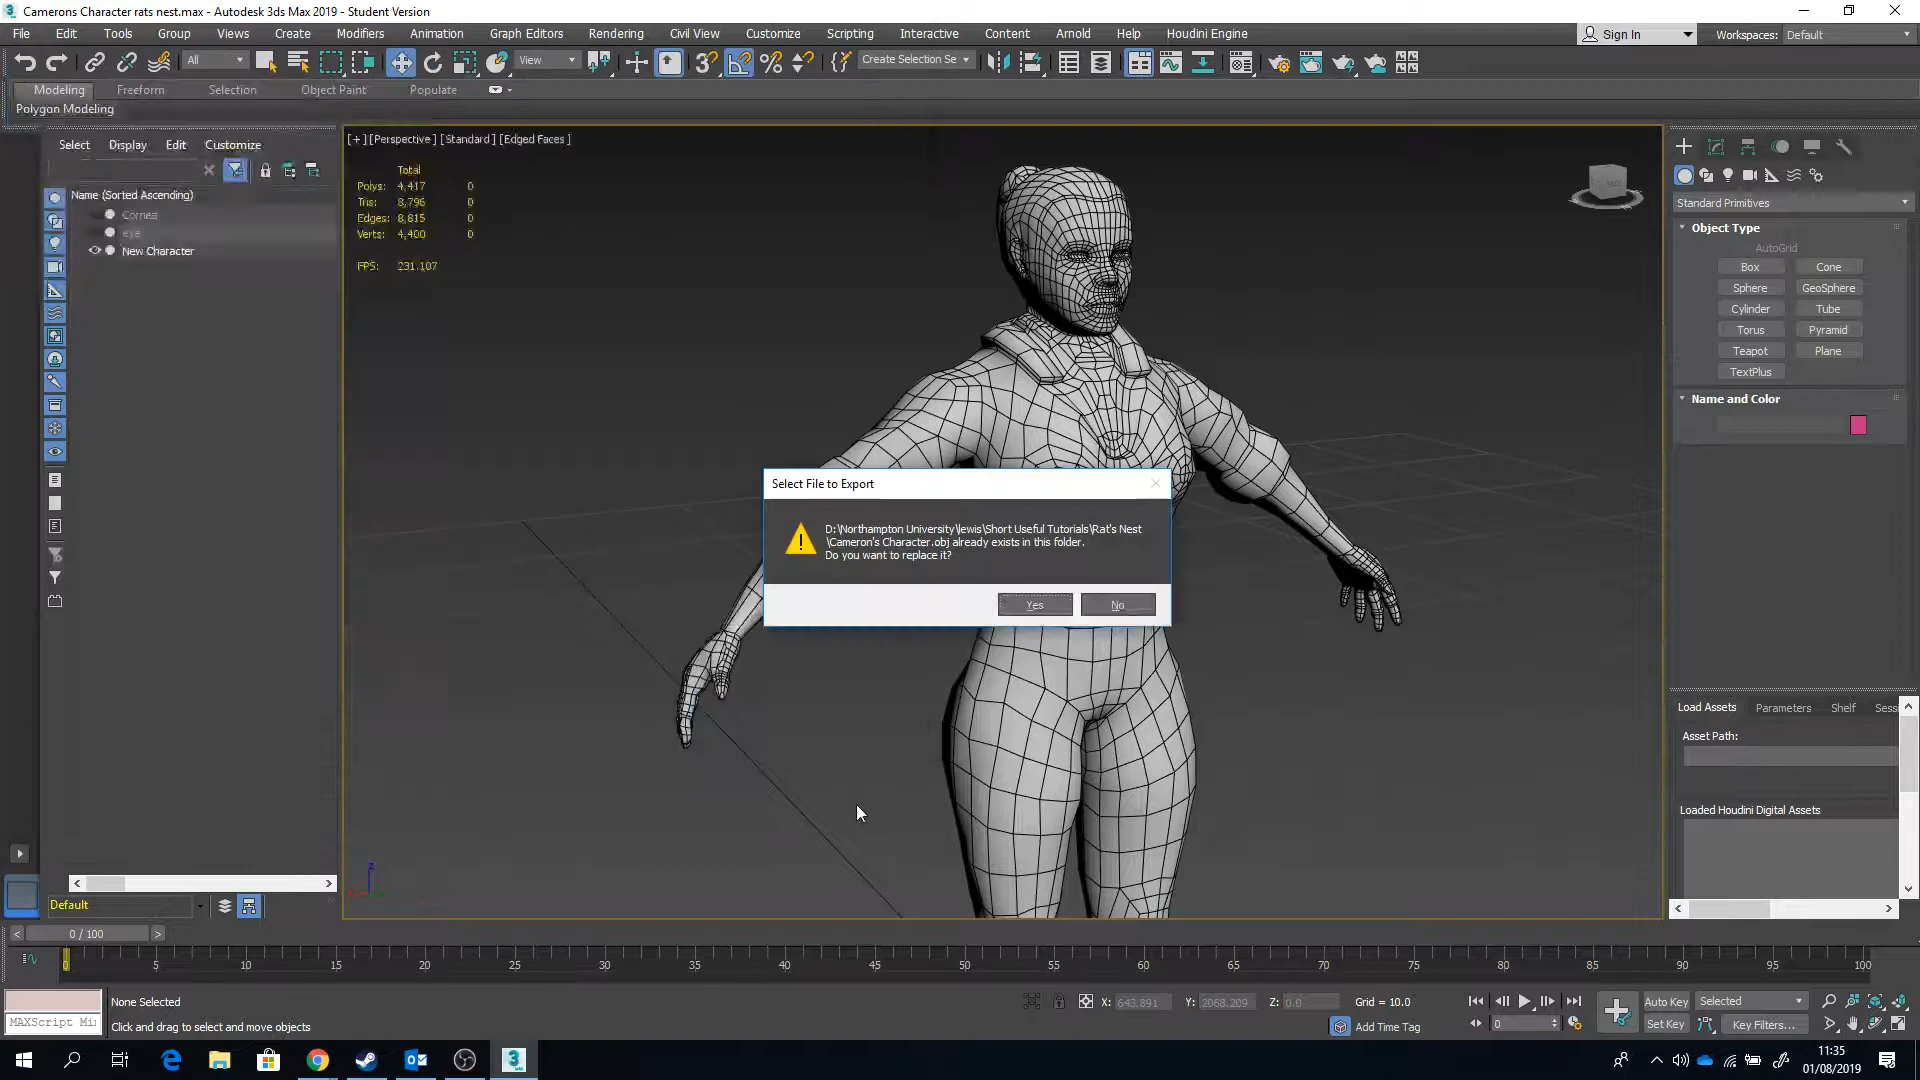 Camerons Character rats nest.max - Autodesk 3ds Max 2019 - Student Version
File Edit Tools Group Views Create Modifiers Animation Graph Editors Rendering Civil View Customize Scripting Interactive Content Arnold Help Houdini Engine
Sign In
Workspaces: Default
All
View
Create Selection Se
Modeling Freeform Selection Object Paint Populate
Polygon Modeling
Select Display Edit Customize
Name (Sorted Ascending)
Cornea
eye
New Character
[+] [Perspective] [Standard] [Edged Faces]
Total
Polys: 4,417 0
Tris: 8,796 0
Edges: 8,815 0
Verts: 4,400 0
FPS: 231.107
Select File to Export
D:\Northampton University\lewis\Short Useful Tutorials\Rat's Nest
\Cameron's Character.obj already exists in this folder.
Do you want to replace it?
Yes No
Standard Primitives
Object Type
AutoGrid
Box Cone
Sphere GeoSphere
Cylinder Tube
Torus Pyramid
Teapot Plane
TextPlus
Name and Color
Load Assets Parameters Shelf Sessi
Asset Path:
Loaded Houdini Digital Assets
Default
0 / 100
0 5 10 15 20 25 30 35 40 45 50 55 60 65 70 75 80 85 90 95 100
None Selected
X: 643.891 Y: 2068.209 Z: 0.0 Grid = 10.0
Auto Key Selected
MAXScript Mi
Click and drag to select and move objects
Add Time Tag
0
Set Key Key Filters...
11:35
01/08/2019